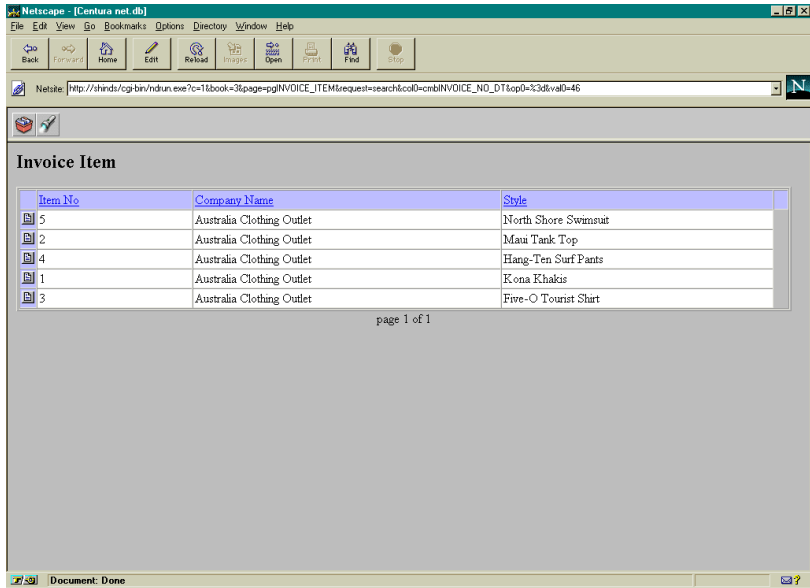 Netscape - [Centura net.db]
File Edit View Go Bookmarks Options Directory Window Help
Back Forward Home Edit Reload Images Open Print Find Stop
Netsite: http://shinds/cgi-bin/ndrun.exe?c=1&book=3&page=pgINVOICE_ITEM&request=search&col0=cmbINVOICE_NO_DT&op0=%3d&val0=46
N
Invoice Item
Item No Company Name Style
5 Australia Clothing Outlet North Shore Swimsuit
2 Australia Clothing Outlet Maui Tank Top
4 Australia Clothing Outlet Hang-Ten Surf Pants
1 Australia Clothing Outlet Kona Khakis
3 Australia Clothing Outlet Five-O Tourist Shirt
page 1 of 1
Document: Done